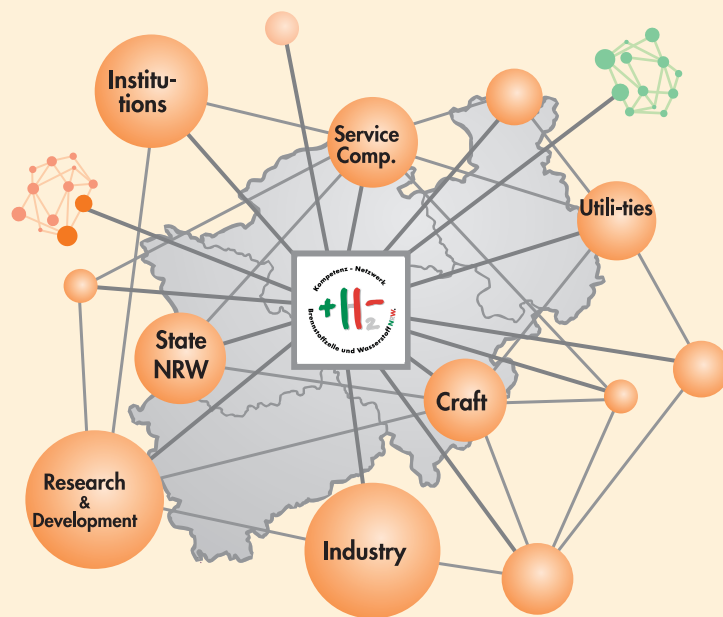 Institu-
tions
Service
Comp.
Utili-ties
Kompetenz - Netzwerk
+H2-
Brennstoffzelle und Wasserstoff NRW.
State
NRW
Craft
Research
&
Development
Industry